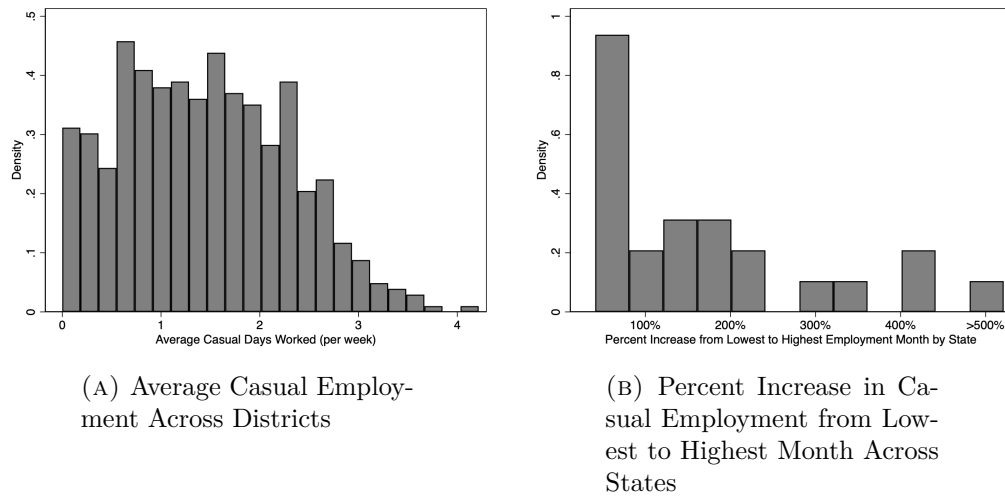 .5
.4
.3
.2
.1
0
Density
0 1 2 3 4
Average Casual Days Worked (per week)
(A) Average Casual Employ-
ment Across Districts
1
.8
.6
.4
.2
0
Density
100% 200% 300% 400% >500%
Percent Increase from Lowest to Highest Employment Month by State
(B) Percent Increase in Ca-
sual Employment from Low-
est to Highest Month Across
States